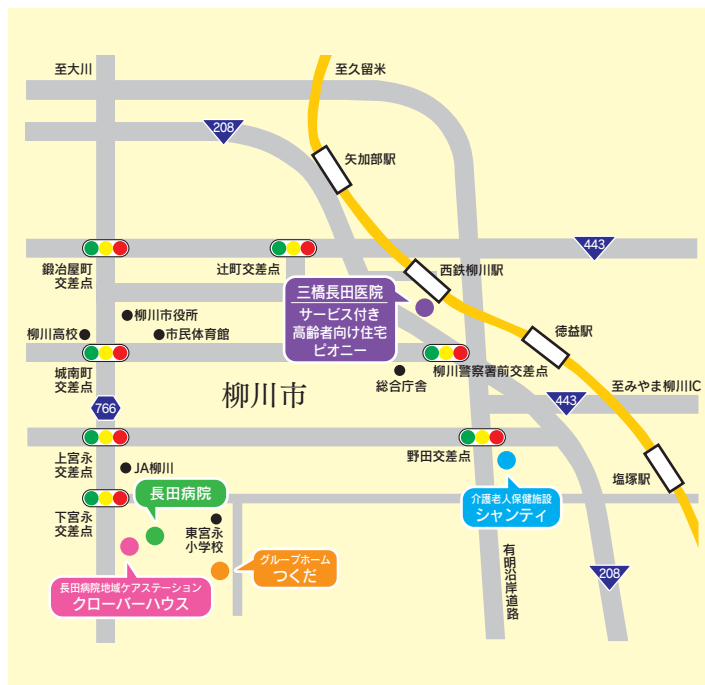 至大川
至久留米
208
矢加部駅
443
鍛冶屋町
交差点
辻町交差点
西鉄柳川駅
三橋長田医院
サービス付き
高齢者向け住宅
ピオニー
柳川市役所
柳川高校
市民体育館
徳益駅
城南町
交差点
柳川警察署前交差点
総合庁舎
至みやま柳川IC
443
766
柳川市
上宮永
交差点
JA柳川
野田交差点
塩塚駅
長田病院
介護老人保健施設
シャンティ
下宮永
交差点
東宮永
小学校
有明沿岸道路
グループホーム
つくだ
208
長田病院地域ケアステーション
クローバーハウス